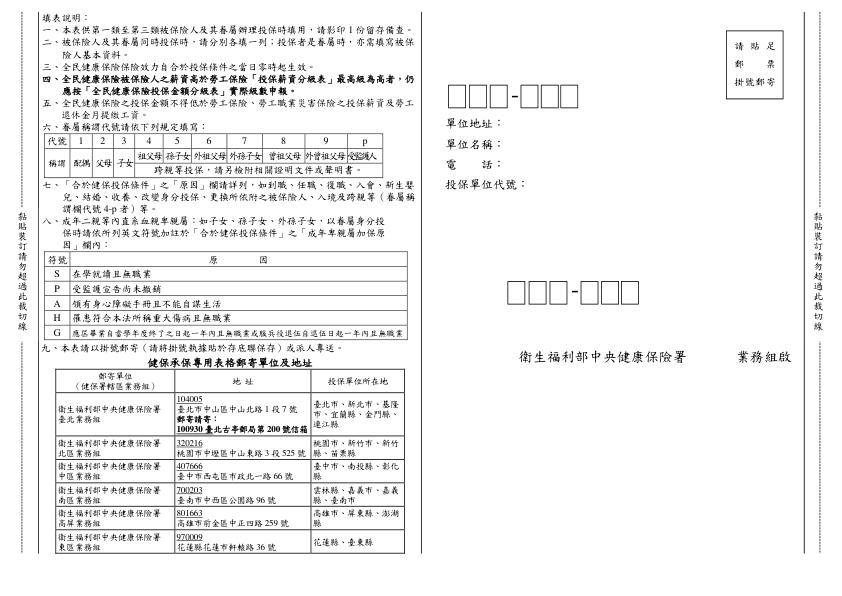 填表說明：
一、本表供第一類至第三類被保險人及其眷屬辦理投保時填用，請影印1份留存備查。
二、被保險人及其眷屬同時投保時，請分別各填一列；投保者是眷屬時，亦需填寫被保
險人基本資料。
三、全民健康保險保險效力自合於投保條件之當日零時起生效。
四、全民健康保險被保險人之薪資高於勞工保險「投保薪資分級表」最高級為高者，仍
應按「全民健康保險投保金額分級表」實際級數申報。
五、全民健康保險之投保金額不得低於勞工保險、勞工職業災害保險之投保薪資及勞工
退休金月提繳工資。
六、眷屬稱謂代號請依下列規定填寫：
代號 1 2 3 4 5 6 7 8 9 p
稱謂 配偶 父母 子女 祖父母 孫子女 外祖父母 外孫子女 曾祖父母 外曾祖父母 受監護人
跨親等投保，請另檢附相關證明文件或聲明書。
七、「合於健保投保條件」之「原因」欄請詳列，如到職、任職、復職、入會、新生嬰
兒、結婚、收養、改變身分投保、更換所依附之被保險人、入境及跨親等（眷屬稱
謂欄代號4-p者）等。
八、成年二親等內直系血親卑親屬：如子女、孫子女、外孫子女，以眷屬身分投
保時請依所列英文符號加註於「合於健保投保條件」之「成年卑親屬加保原
因」欄內：
符號 原 因
S 在學就讀且無職業
P 受監護宣告尚未撤銷
A 領有身心障礙手冊且不能自謀生活
H 罹患符合本法所稱重大傷病且無職業
G 應屆畢業自當學年度終了之日起一年內且無職業或服兵役退伍自退伍日起一年內且無職業
九、本表請以掛號郵寄（請將掛號執據貼於存底聯保存）或派人專送。
健保承保專用表格郵寄單位及地址
郵寄單位
（健保署轄區業務組） 地 址 投保單位所在地
衛生福利部中央健康保險署
臺北業務組
104005
臺北市中山區中山北路1段7號
郵寄請寄：
100930臺北古亭郵局第200號信箱
臺北市、新北市、基隆
市、宜蘭縣、金門縣、
連江縣
衛生福利部中央健康保險署
北區業務組
320216
桃園市中壢區中山東路3段525號
桃園市、新竹市、新竹
縣、苗栗縣
衛生福利部中央健康保險署
中區業務組
407666
臺中市西屯區市政北一路66號
臺中市、南投縣、彰化
縣
衛生福利部中央健康保險署
南區業務組
700203
臺南市中西區公園路96號
雲林縣、嘉義市、嘉義
縣、臺南市
衛生福利部中央健康保險署
高屏業務組
801663
高雄市前金區中正四路259號
高雄市、屏東縣、澎湖
縣
衛生福利部中央健康保險署
東區業務組
970009
花蓮縣花蓮市軒轅路36號
花蓮縣、臺東縣
黏貼裝訂請勿超過此裁切線
請貼足
郵票
掛號郵寄
-
單位地址：
單位名稱：
電 話：
投保單位代號：
-
衛生福利部中央健康保險署 業務組啟
黏貼裝訂請勿超過此裁切線